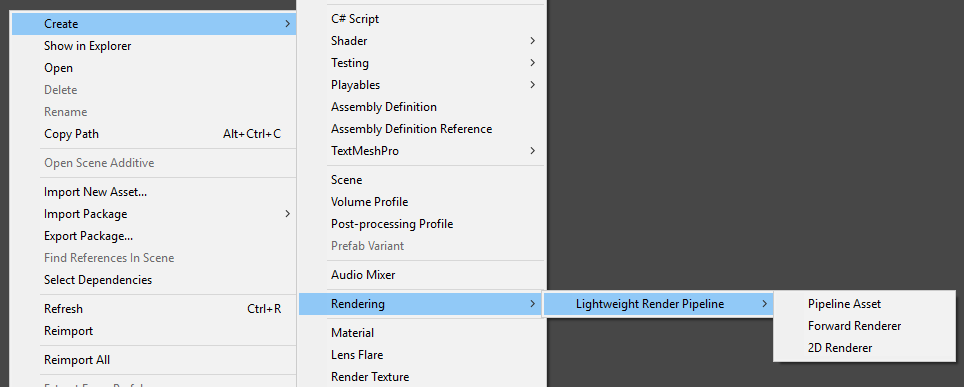 Create
Show in Explorer
Open
Delete
Rename
Copy Path Alt+Ctrl+C
Open Scene Additive
Import New Asset...
Import Package
Export Package...
Find References In Scene
Select Dependencies
Refresh Ctrl+R
Reimport
Reimport All
C# Script
Shader
Testing
Playables
Assembly Definition
Assembly Definition Reference
TextMeshPro
Scene
Volume Profile
Post-processing Profile
Prefab Variant
Audio Mixer
Rendering
Material
Lens Flare
Render Texture
Lightweight Render Pipeline
Pipeline Asset
Forward Renderer
2D Renderer